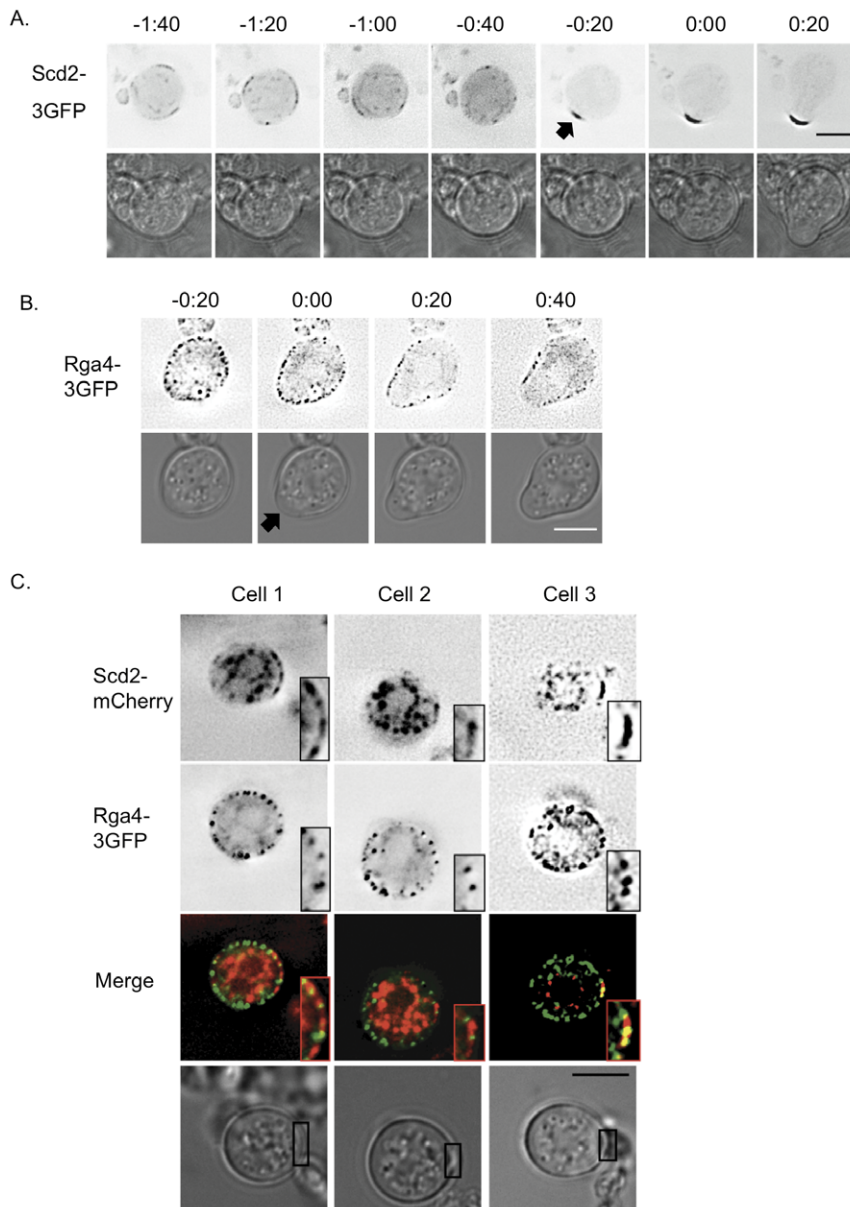 A.
-1:40 -1:20 -1:00 -0:40 -0:20 0:00 0:20
Scd2-
3GFP
B.
-0:20 0:00 0:20 0:40
Rga4-
3GFP
C.
Cell 1 Cell 2 Cell 3
Scd2-
mCherry
Rga4-
3GFP
Merge